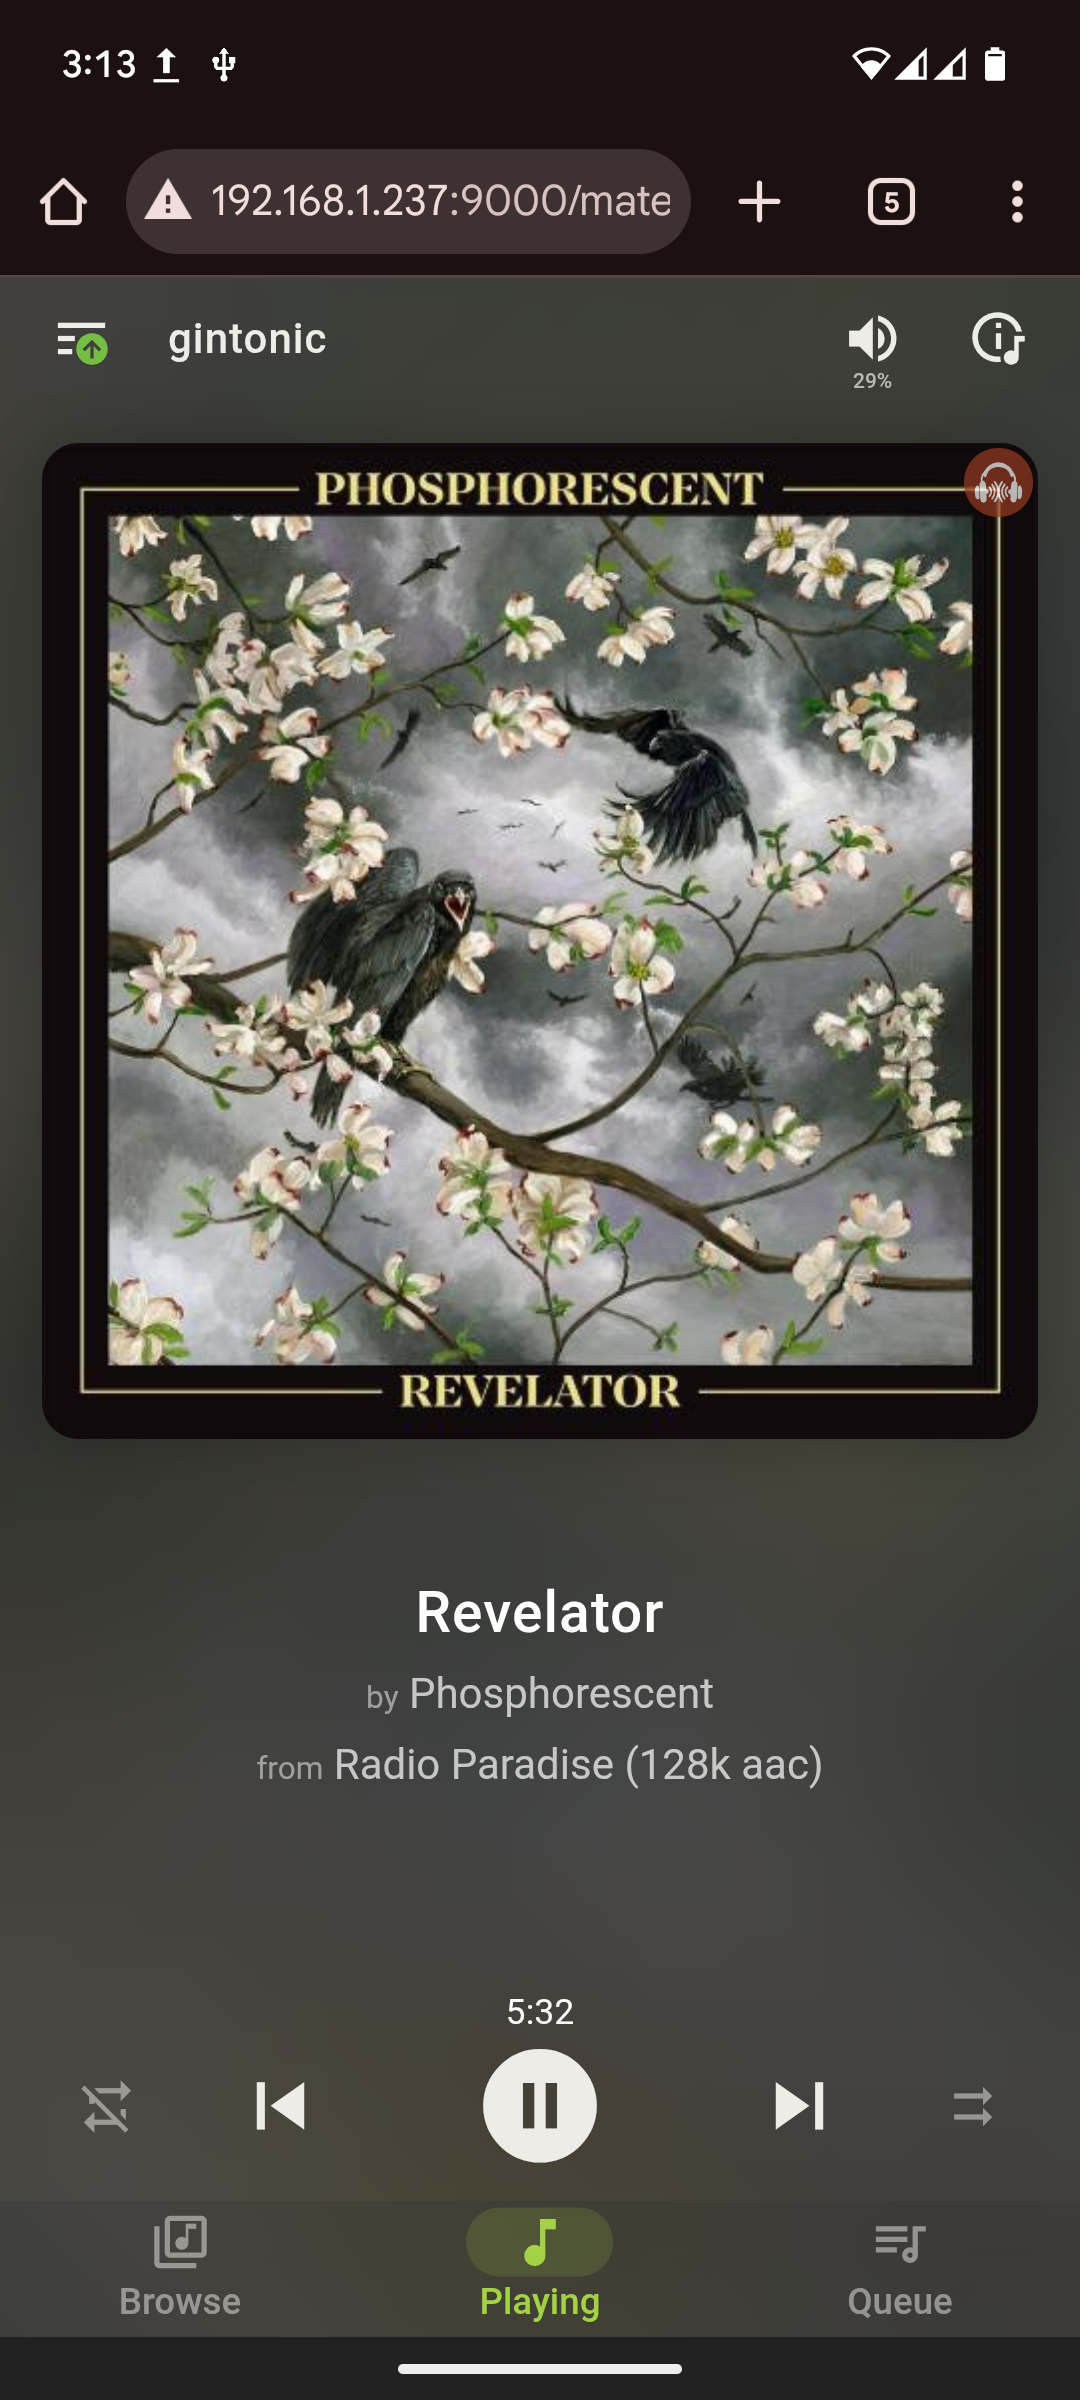 3:13
192.168.1.237:9000/mate
5
gintonic
29%
PHOSPHORESCENT
REVELATOR
Revelator
by Phosphorescent
from Radio Paradise (128k aac)
5:32
Browse
Playing
Queue